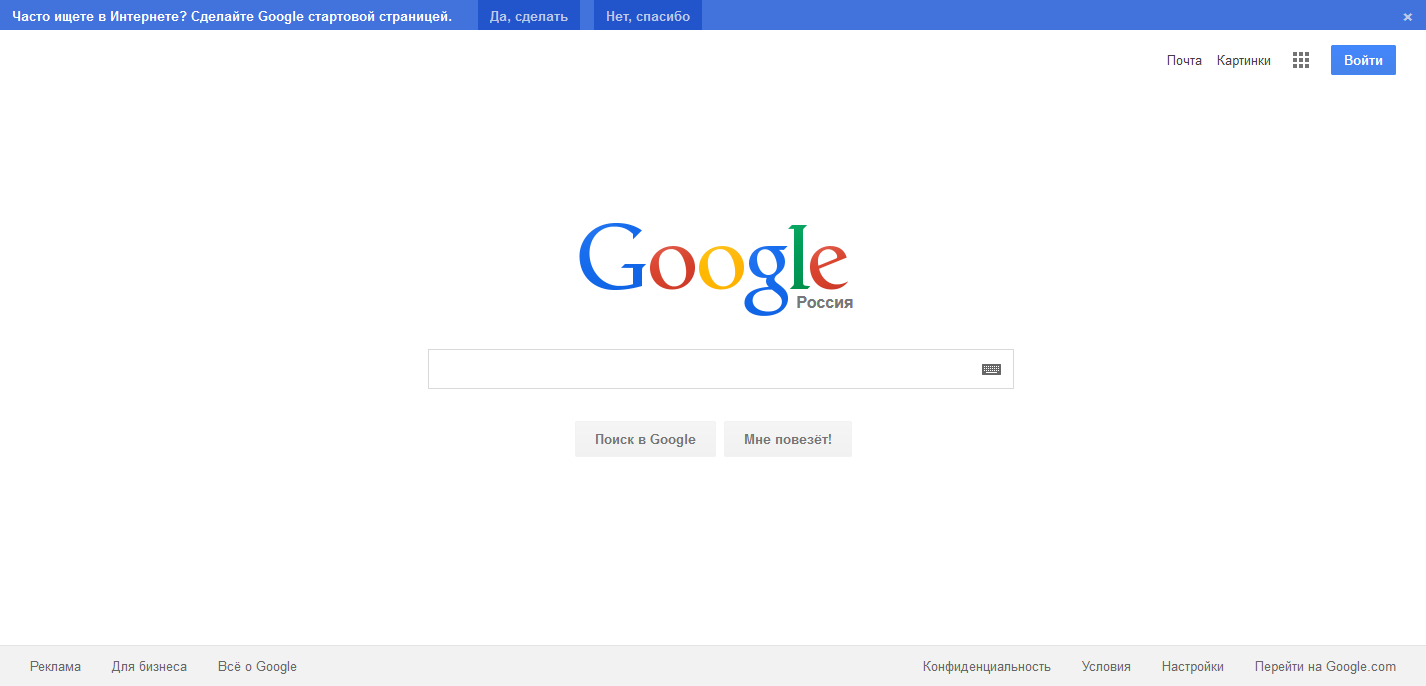 Часто ищете в Интернете? Сделайте Google стартовой страницей. Да, сделать Нет, спасибо ×
Почта Картинки Войти
Google
Россия
Поиск в Google Мне повезёт!
Реклама Для бизнеса Всё о Google Конфиденциальность Условия Настройки Перейти на Google.com